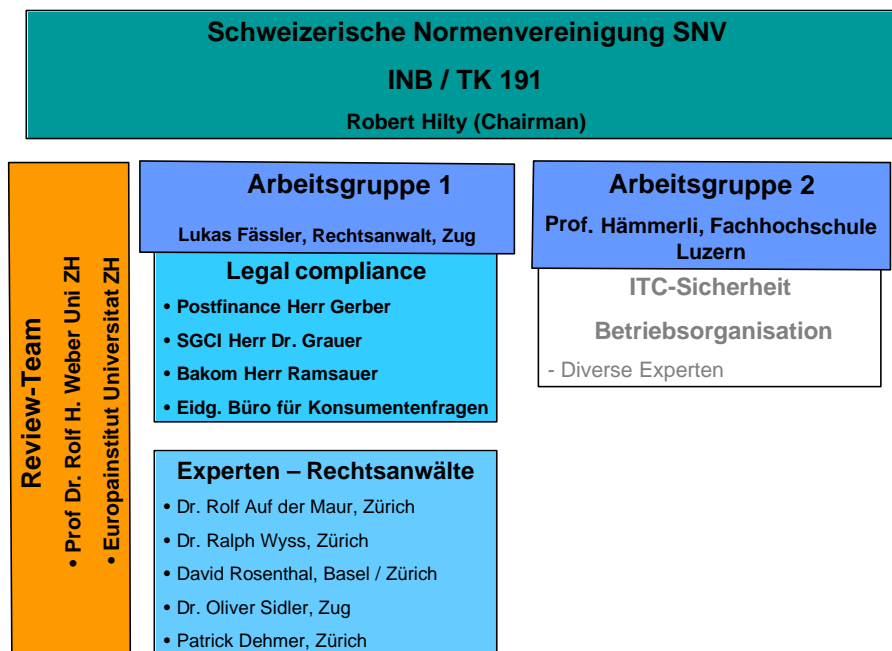 Schweizerische Normenvereinigung SNV
INB / TK 191
Robert Hilty (Chairman)
Review-Team
• Prof Dr. Rolf H. Weber Uni ZH
• Europainstitut Universitat ZH
Arbeitsgruppe 1
Lukas Fässler, Rechtsanwalt, Zug
Legal compliance
• Postfinance Herr Gerber
• SGCI Herr Dr. Grauer
• Bakom Herr Ramsauer
• Eidg. Büro für Konsumentenfragen
Experten – Rechtsanwälte
• Dr. Rolf Auf der Maur, Zürich
• Dr. Ralph Wyss, Zürich
• David Rosenthal, Basel / Zürich
• Dr. Oliver Sidler, Zug
• Patrick Dehmer, Zürich
Arbeitsgruppe 2
Prof. Hämmerli, Fachhochschule
Luzern
ITC-Sicherheit
Betriebsorganisation
- Diverse Experten